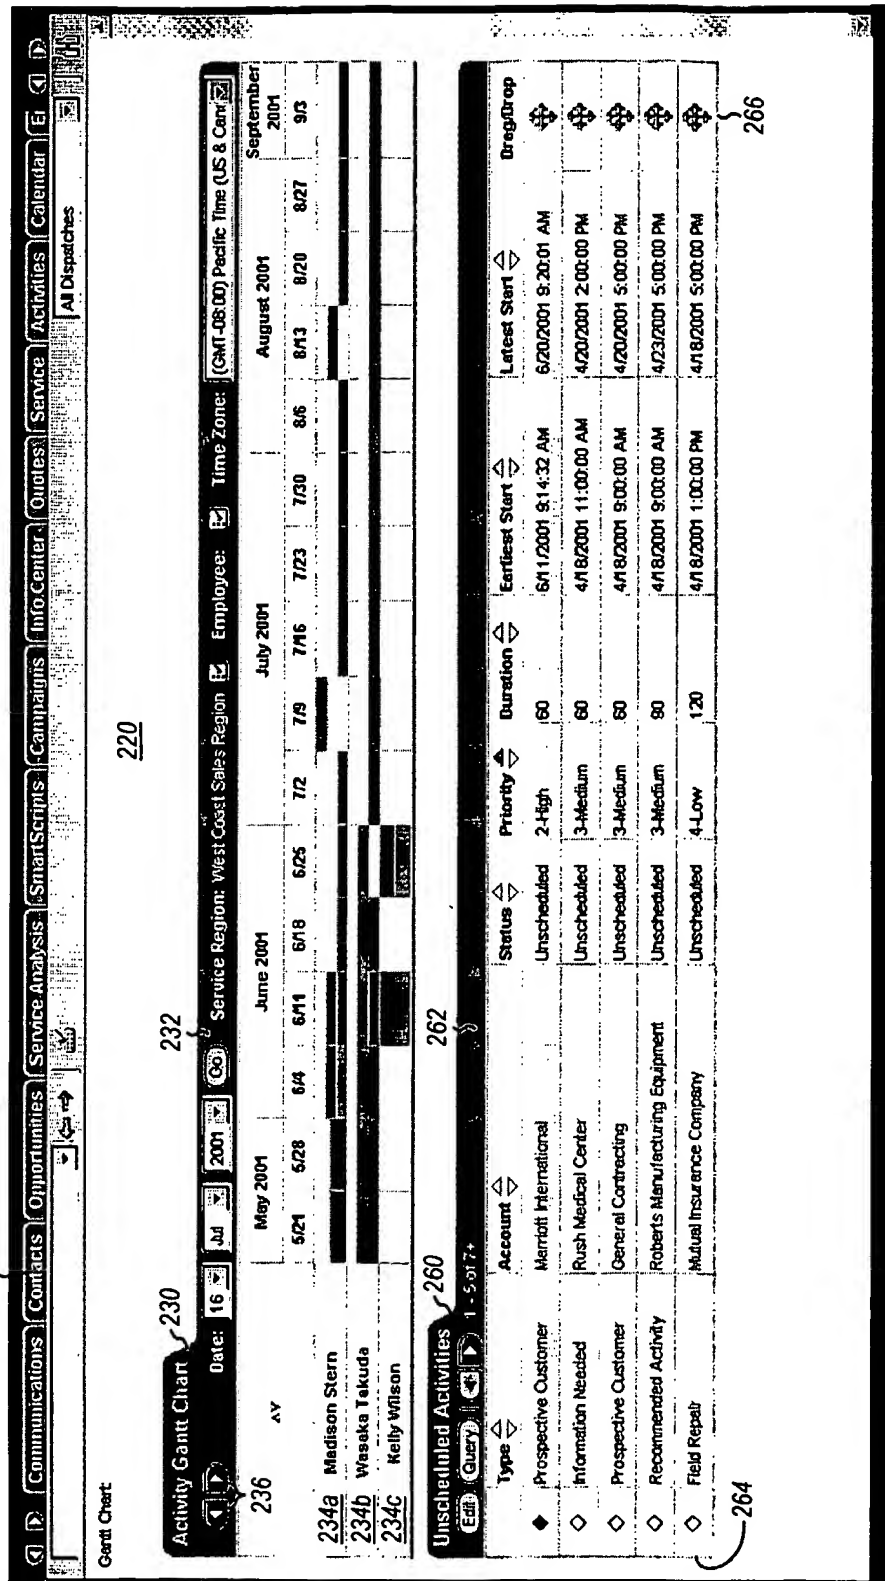 Communications Contacts Opportunities Service Analysis SmartScripts Campaigns Info Center Quotes Service Activities Calendar
All Dispatches
Gantt Chart:
220
Activity Gantt Chart 230 232
Date: 16 Jul 2001 Go Service Region: West Coast Sales Region Employee: Time Zone: (GMT-08:00) Pacific Time (US & Can
236
May 2001 June 2001 July 2001 August 2001 September 2001
5/21 5/28 6/4 6/11 6/18 6/25 7/2 7/9 7/16 7/23 7/30 8/6 8/13 8/20 8/27 9/3
234a Madison Stern
234b Wasaka Takuda
234c Kelly Wilson
Unscheduled Activities 260 262
Edit Query 1 - 5 of 7+
Type Account Status Priority Duration Earliest Start Latest Start Drag/Drop
Prospective Customer Marriott International Unscheduled 2-High 60 6/11/2001 9:14:32 AM 6/20/2001 9:20:01 AM
Information Needed Rush Medical Center Unscheduled 3-Medium 60 4/18/2001 11:00:00 AM 4/20/2001 2:00:00 PM
Prospective Customer General Contracting Unscheduled 3-Medium 60 4/18/2001 9:00:00 AM 4/20/2001 5:00:00 PM
Recommended Activity Roberts Manufacturing Equipment Unscheduled 3-Medium 90 4/18/2001 9:00:00 AM 4/23/2001 5:00:00 PM
Field Repair Mutual Insurance Company Unscheduled 4-Low 120 4/18/2001 1:00:00 PM 4/18/2001 5:00:00 PM
264 266